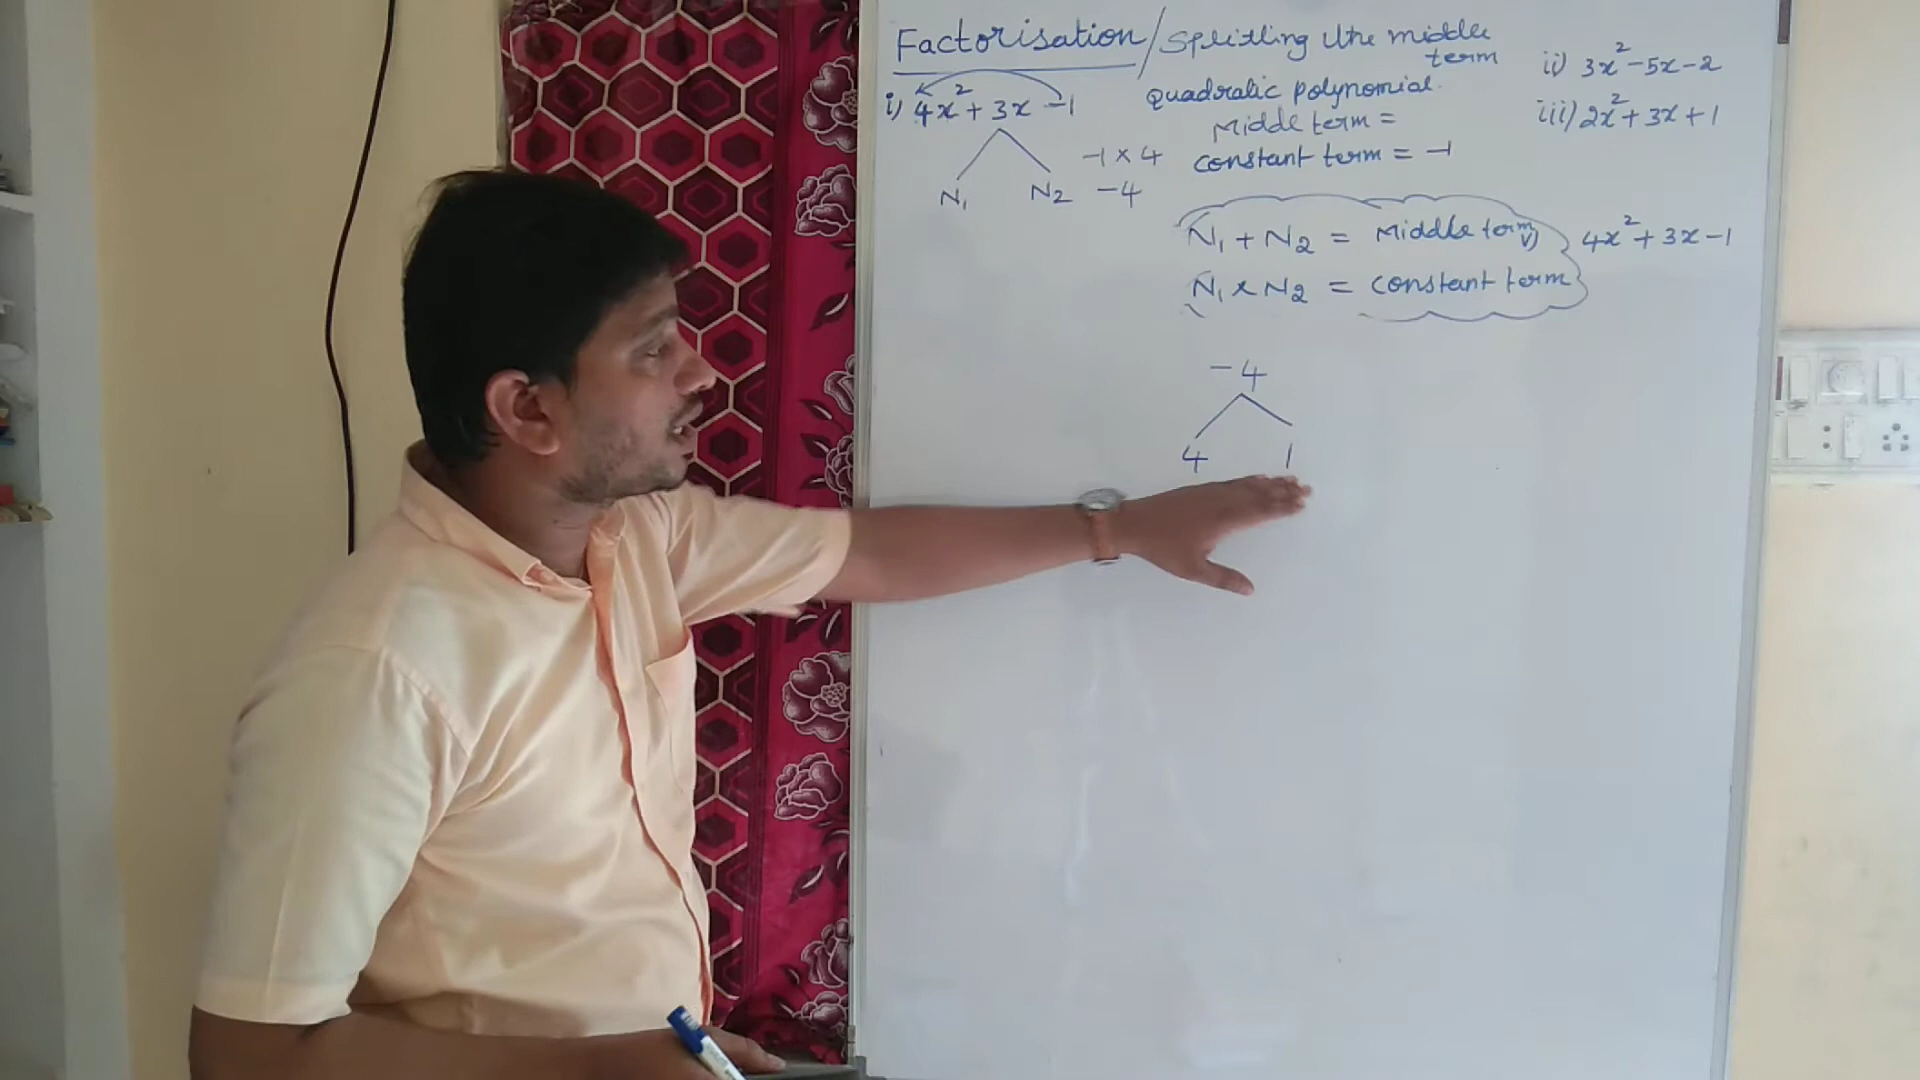 Factorisation / Splitting the middle term
i) 4x² + 3x - 1
quadratic polynomial.
Middle term =
-1 × 4
constant term = -1
N₁ N₂ -4
N₁ + N₂ = Middle term
N₁ × N₂ = constant term
-4
4 1
ii) 3x² - 5x - 2
iii) 2x² + 3x + 1
v) 4x² + 3x - 1